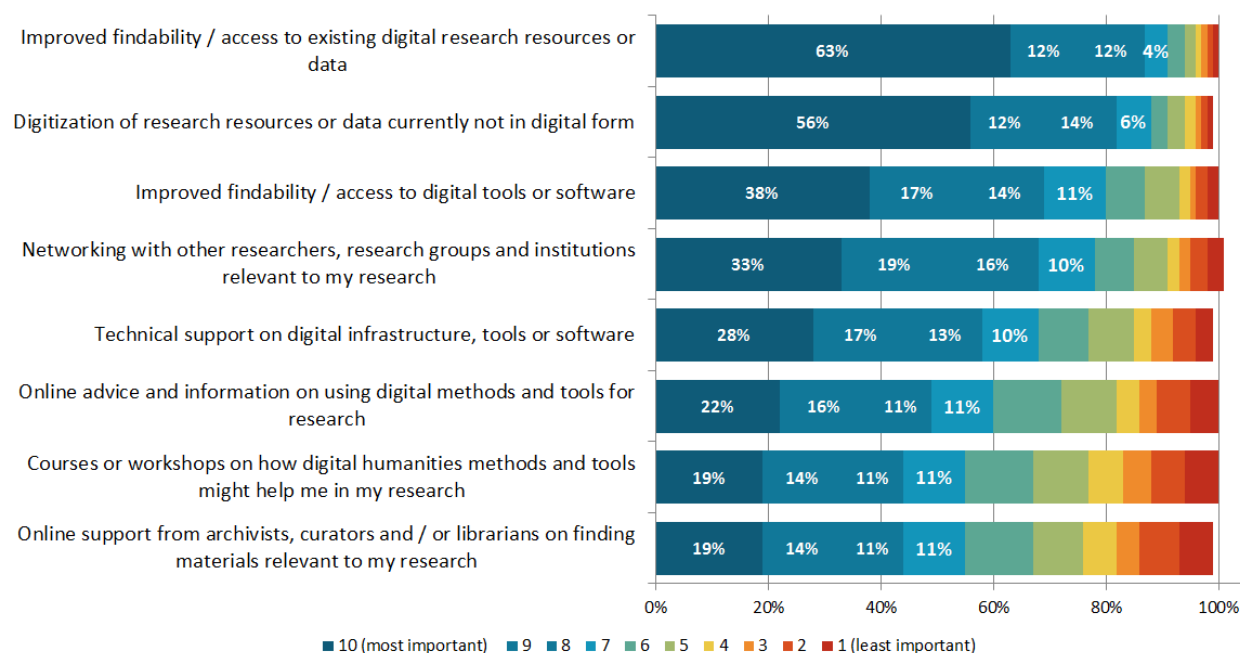 Improved findability / access to existing digital research resources or
data
63%
12%
12%
4%
Digitization of research resources or data currently not in digital form
56%
12%
14%
6%
Improved findability / access to digital tools or software
38%
17%
14%
11%
Networking with other researchers, research groups and institutions
relevant to my research
33%
19%
16%
10%
Technical support on digital infrastructure, tools or software
28%
17%
13%
10%
Online advice and information on using digital methods and tools for
research
22%
16%
11%
11%
Courses or workshops on how digital humanities methods and tools
might help me in my research
19%
14%
11%
11%
Online support from archivists, curators and / or librarians on finding
materials relevant to my research
19%
14%
11%
11%
0% 20% 40% 60% 80% 100%
10 (most important) 9 8 7 6 5 4 3 2 1 (least important)